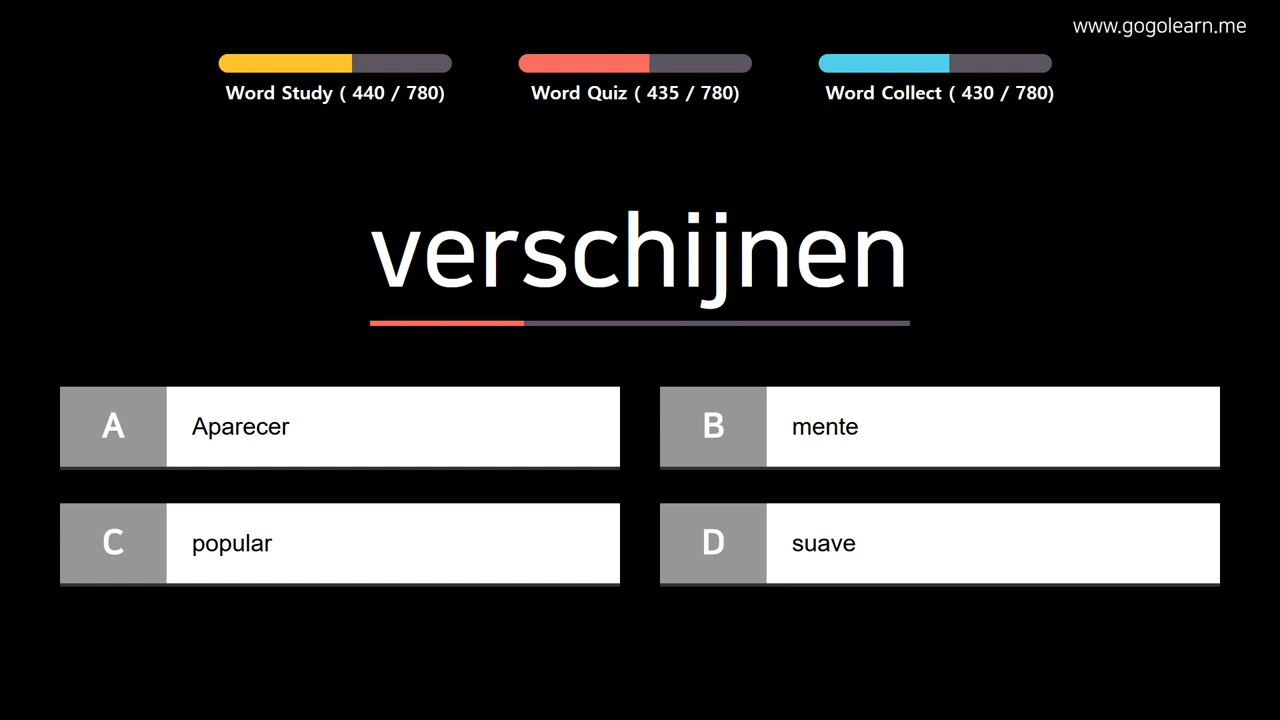 www.gogolearn.me
Word Study ( 440 / 780)
Word Quiz ( 435 / 780)
Word Collect ( 430 / 780)
verschijnen
A
Aparecer
B
mente
C
popular
D
suave